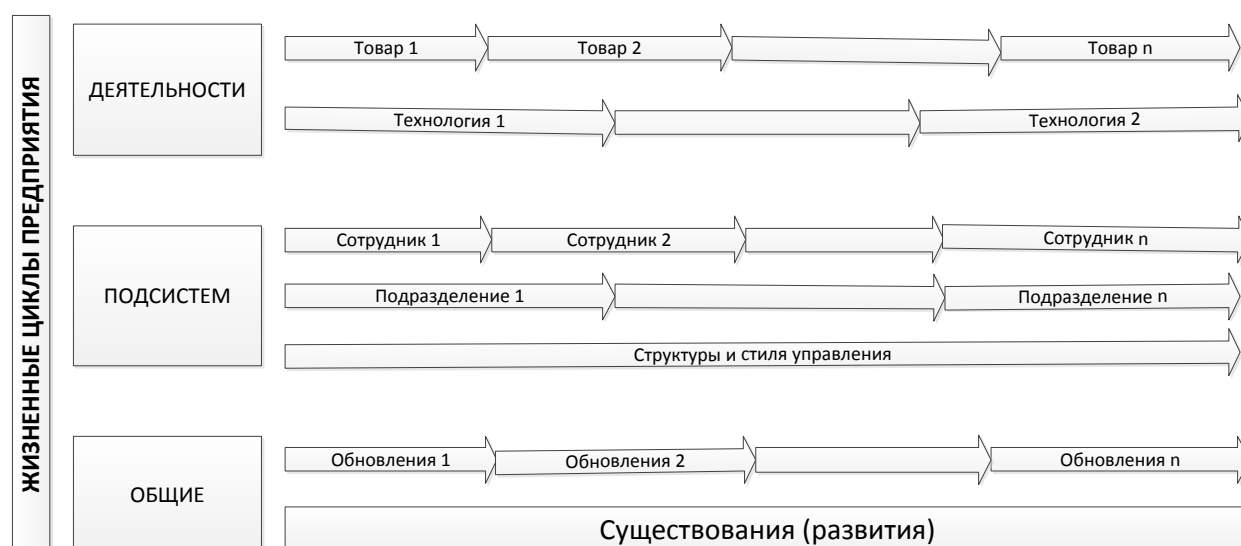 ЖИЗНЕННЫЕ ЦИКЛЫ ПРЕДПРИЯТИЯ
ДЕЯТЕЛЬНОСТИ
Товар 1
Товар 2
Товар n
Технология 1
Технология 2
ПОДСИСТЕМ
Сотрудник 1
Сотрудник 2
Сотрудник n
Подразделение 1
Подразделение n
Структуры и стиля управления
ОБЩИЕ
Обновления 1
Обновления 2
Обновления n
Существования (развития)